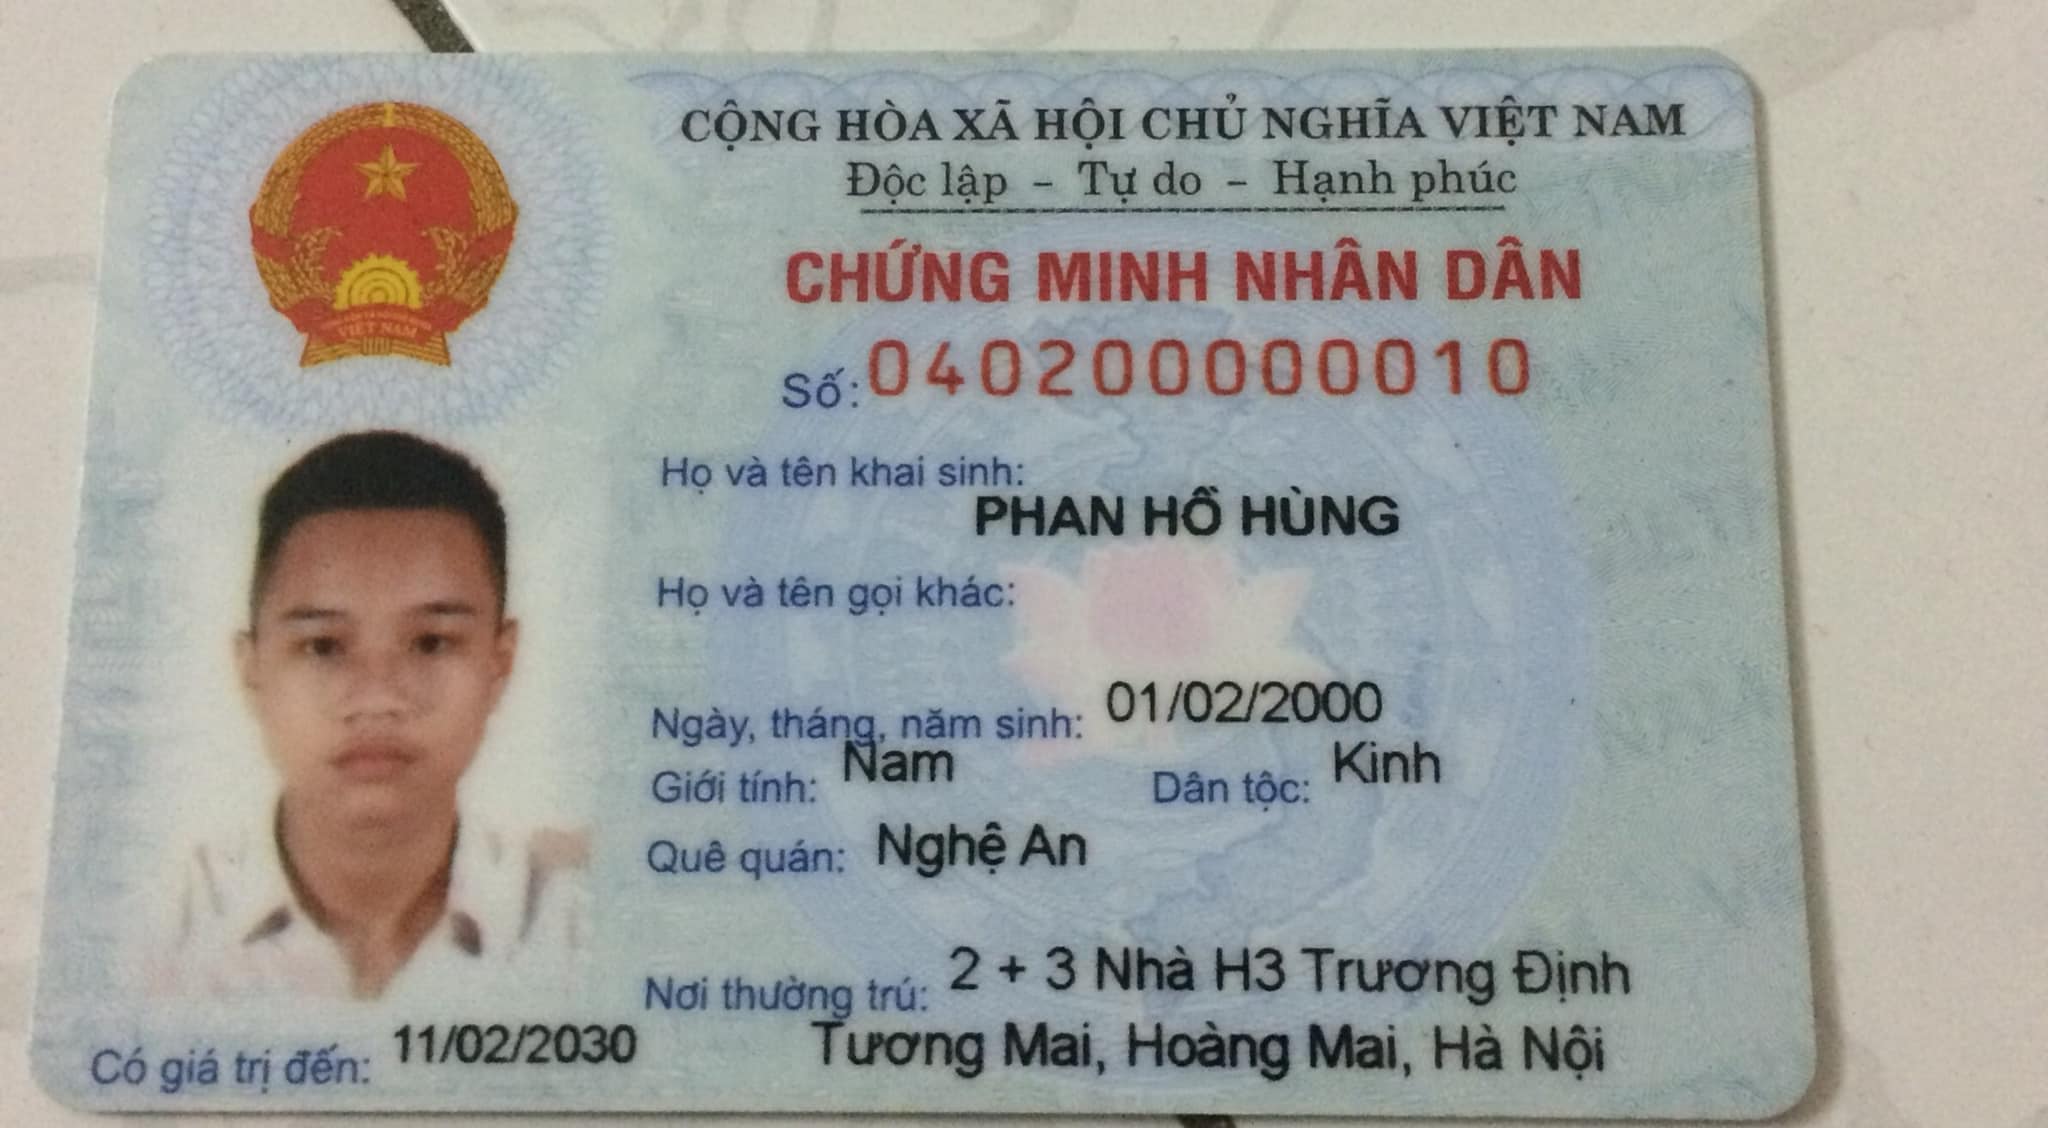 CỘNG HÒA XÃ HỘI CHỦ NGHĨA VIỆT NAM
Độc lập - Tự do - Hạnh phúc
CHỨNG MINH NHÂN DÂN
Số: 040200000010
Họ và tên khai sinh:
PHAN HỒ HÙNG
Họ và tên gọi khác:
Ngày, tháng, năm sinh: 01/02/2000
Giới tính: Nam Dân tộc: Kinh
Quê quán: Nghệ An
Nơi thường trú: 2 + 3 Nhà H3 Trương Định
Tương Mai, Hoàng Mai, Hà Nội
Có giá trị đến: 11/02/2030
VIỆT NAM